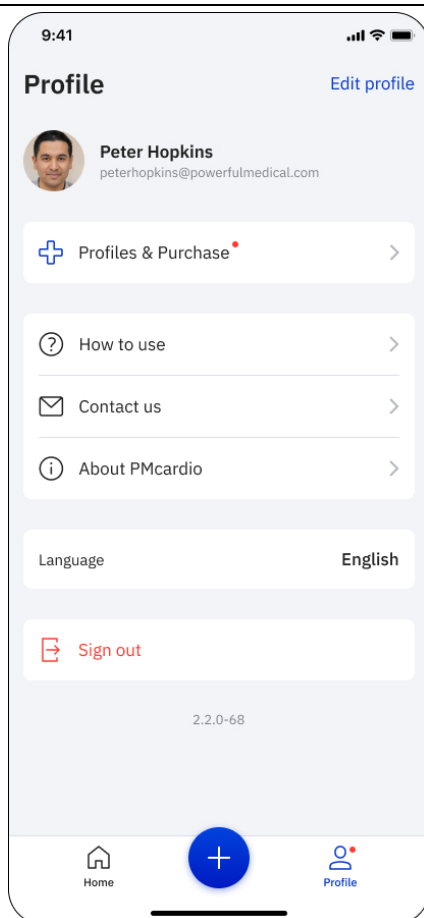 9:41
Profile
Edit profile
Peter Hopkins
peterhopkins@powerfulmedical.com
Profiles & Purchase
How to use
Contact us
About PMcardio
Language
English
Sign out
2.2.0-68
Home
Profile